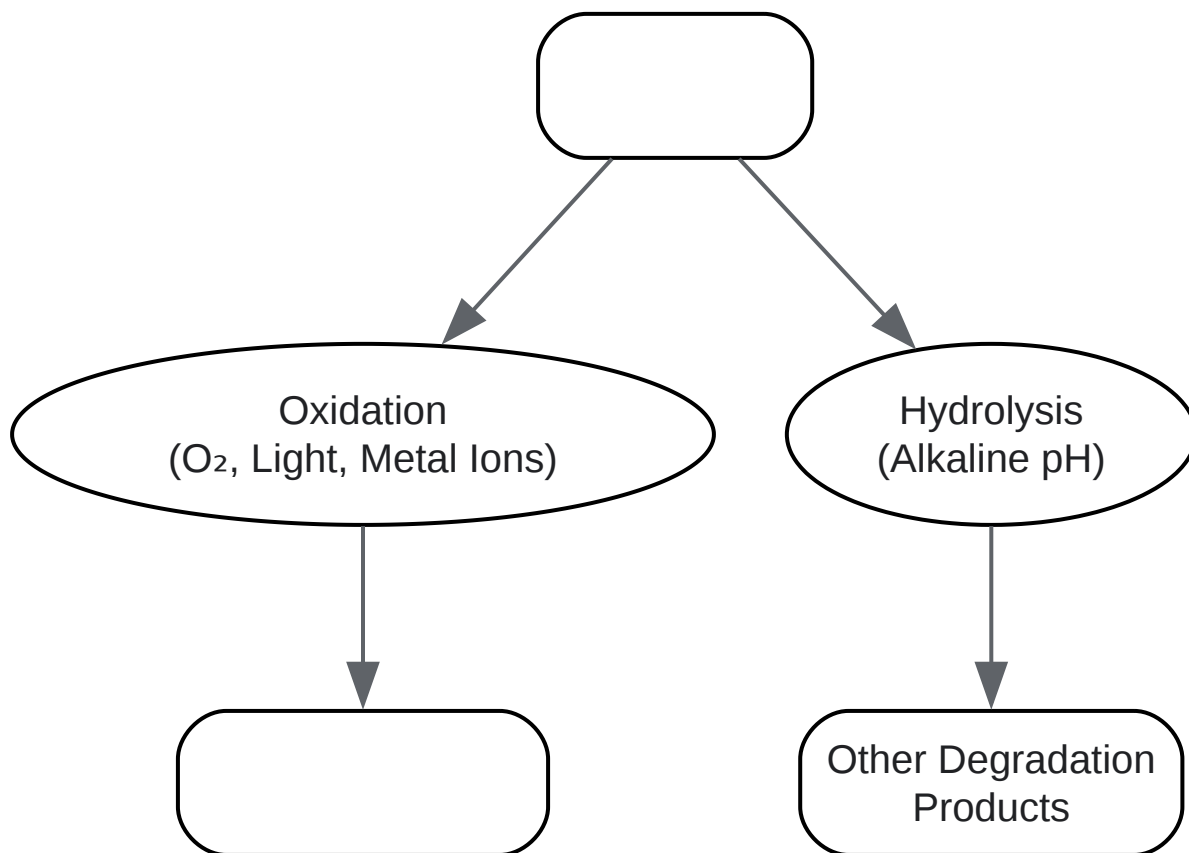 Oxidation
(O₂, Light, Metal Ions)
Hydrolysis
(Alkaline pH)
Other Degradation
Products